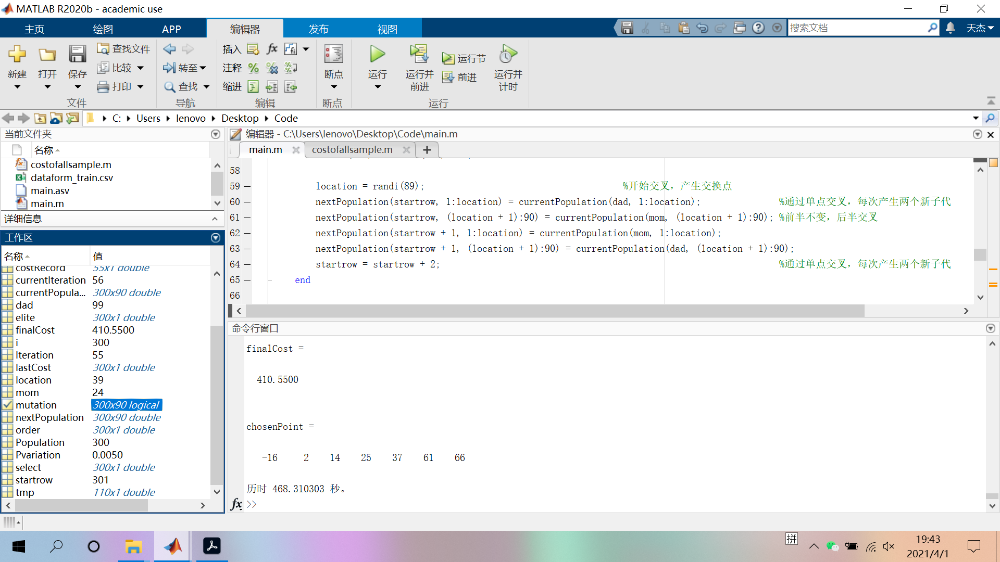 MATLAB R2020b - academic use
主页 绘图 APP 编辑器 发布 视图
搜索文档
天杰
新建
打开
保存
查找文件
比较
打印
文件
转至
查找
导航
插入
注释
缩进
编辑
断点
断点
运行
运行并
前进
运行节
前进
运行并
计时
运行
C: Users lenovo Desktop Code
当前文件夹
名称
costofallsample.m
dataform_train.csv
main.asv
main.m
详细信息
工作区
名称 值
costRecord 55x1 double
currentIteration 56
currentPopula... 300x90 double
dad 99
elite 300x1 double
finalCost 410.5500
i 300
Iteration 55
lastCost 300x1 double
location 39
mom 24
mutation 300x90 logical
nextPopulation 300x90 double
order 300x1 double
Population 300
Pvariation 0.0050
select 300x1 double
startrow 301
tmp 110x1 double
编辑器 - C:\Users\lenovo\Desktop\Code\main.m
main.m costofallsample.m
58
59 location = randi(89); %开始交叉，产生交换点
60 nextPopulation(startrow, 1:location) = currentPopulation(dad, 1:location); %通过单点交叉，每次产生两个新子代
61 nextPopulation(startrow, (location + 1):90) = currentPopulation(mom, (location + 1):90); %前半不变，后半交叉
62 nextPopulation(startrow + 1, 1:location) = currentPopulation(mom, 1:location);
63 nextPopulation(startrow + 1, (location + 1):90) = currentPopulation(dad, (location + 1):90);
64 startrow = startrow + 2; %通过单点交叉，每次产生两个新子代
65 end
66
命令行窗口
finalCost =
410.5500
chosenPoint =
-16 2 14 25 37 61 66
历时 468.310303 秒。
fx >>
拼
19:43
2021/4/1